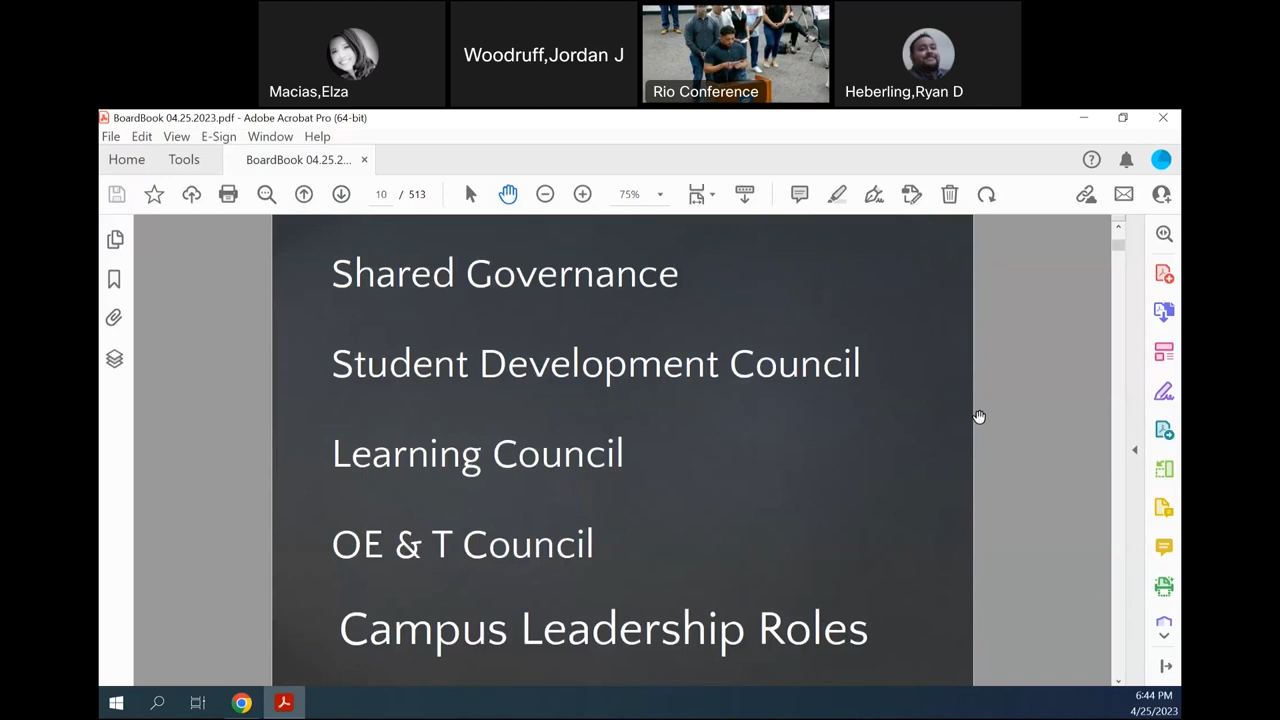 Woodruff,Jordan J
Macias,Elza
Rio Conference
Heberling,Ryan D
BoardBook 04.25.2023.pdf - Adobe Acrobat Pro (64-bit)
File Edit View E-Sign Window Help
Home Tools BoardBook 04.25.2... ×
10 / 513 75%
Shared Governance
Student Development Council
Learning Council
OE & T Council
Campus Leadership Roles
6:44 PM
4/25/2023